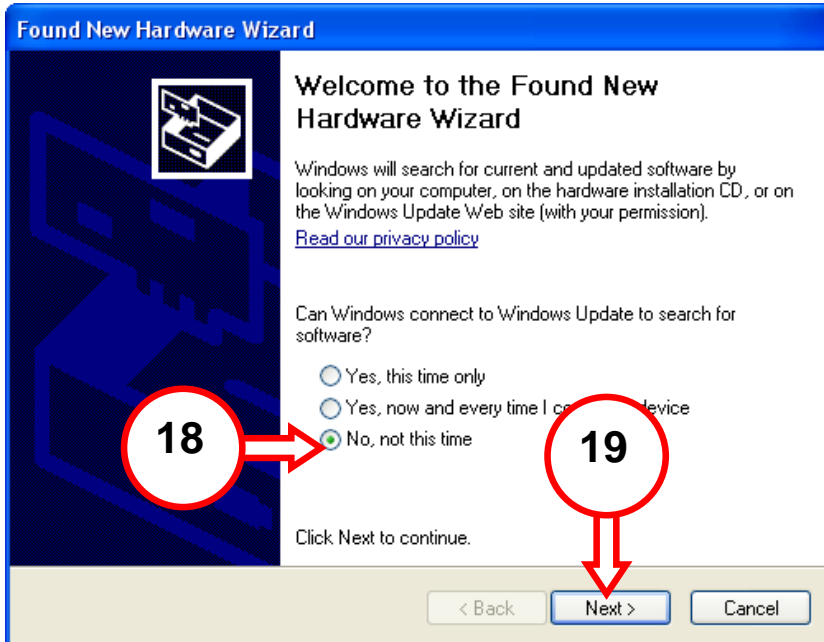 Found New Hardware Wizard
Welcome to the Found New
Hardware Wizard
Windows will search for current and updated software by
looking on your computer, on the hardware installation CD, or on
the Windows Update Web site (with your permission).
Read our privacy policy
Can Windows connect to Windows Update to search for
software?
Yes, this time only
Yes, now and every time I device
18
No, not this time
19
Click Next to continue.
< Back
Next >
Cancel